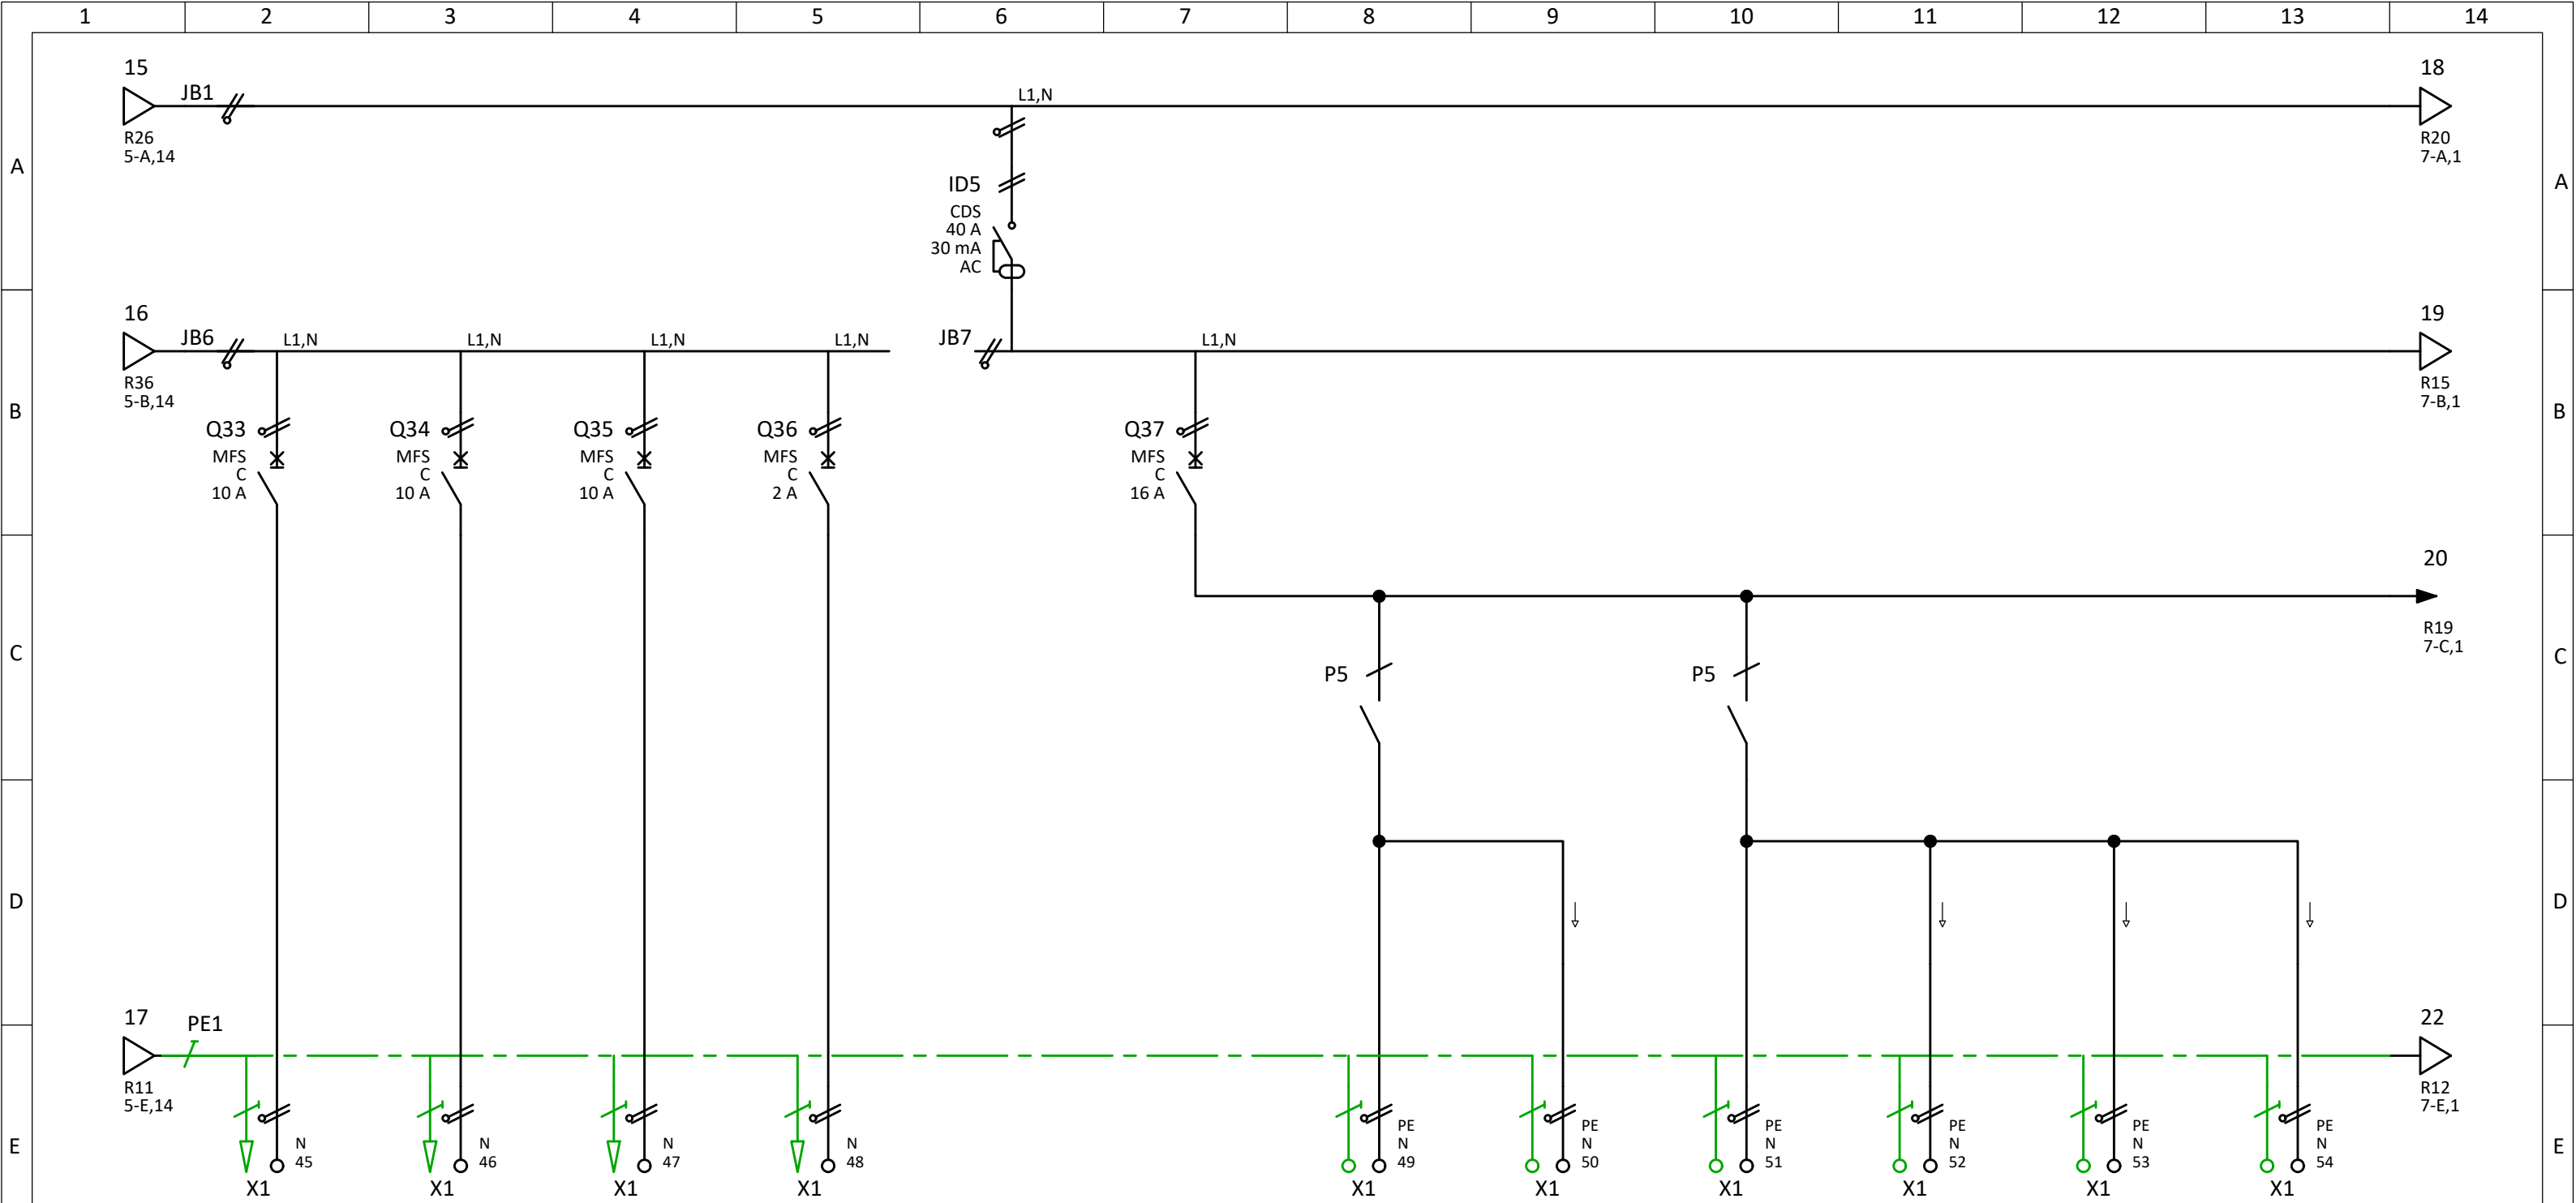 1 2 3 4 5 6 7 8 9 10 11 12 13 14
15
18
JB1
L1,N
R26
5-A,14
R20
7-A,1
A
A
ID5
CDS
40 A
30 mA
AC
16
19
JB6
L1,N
L1,N
L1,N
L1,N
JB7
L1,N
R36
5-B,14
R15
7-B,1
B
B
Q33
MFS
C
10 A
Q34
MFS
C
10 A
Q35
MFS
C
10 A
Q36
MFS
C
2 A
Q37
MFS
C
16 A
20
R19
7-C,1
C
C
P5
P5
D
D
17
PE1
22
R11
5-E,14
R12
7-E,1
E
E
N
45
X1
N
46
X1
N
47
X1
N
48
X1
PE
N
49
X1
PE
N
50
X1
PE
N
51
X1
PE
N
52
X1
PE
N
53
X1
PE
N
54
X1